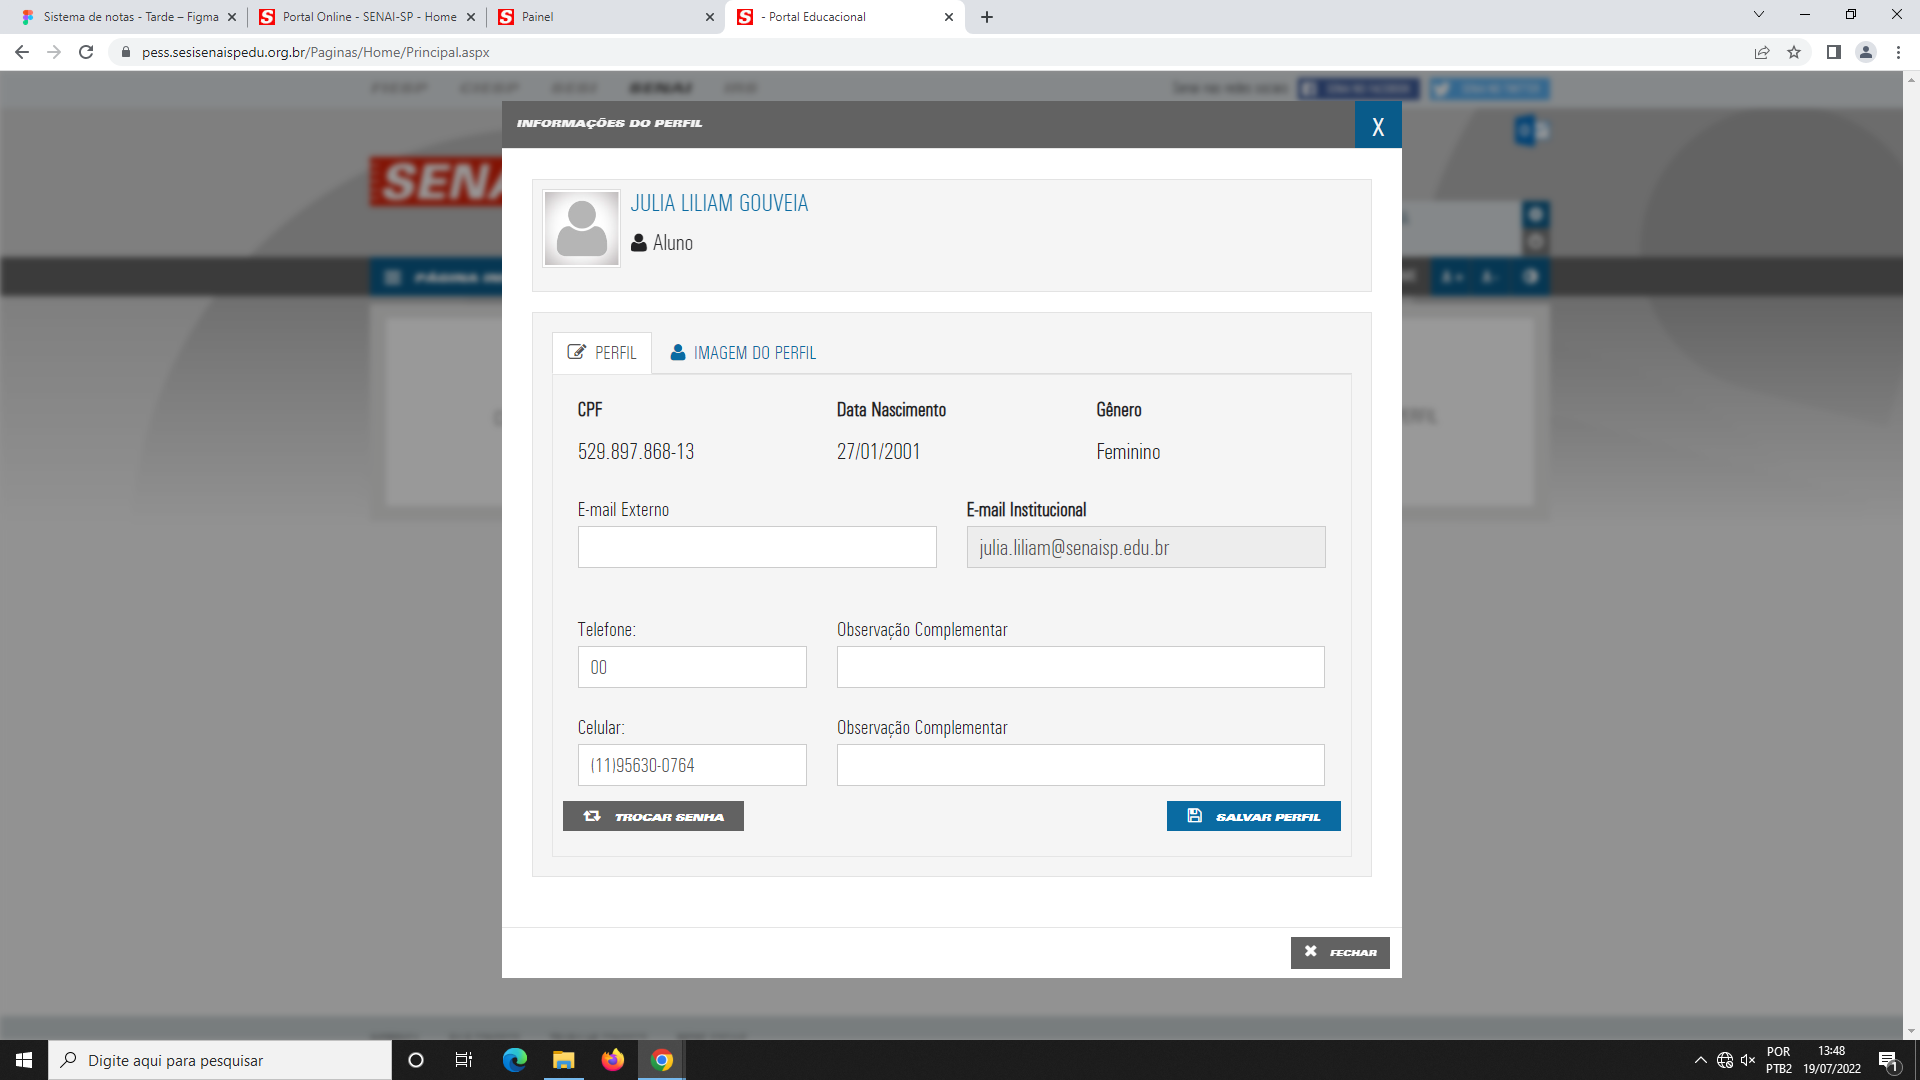 Sistema de notas - Tarde – Figma
Portal Online - SENAI-SP - Home
Painel
- Portal Educacional
pess.sesisenaispedu.org.br/Paginas/Home/Principal.aspx
SENAI
INFORMAÇÕES DO PERFIL
X
SENA
JULIA LILIAM GOUVEIA
Aluno
PÁGINA IN
PERFIL
IMAGEM DO PERFIL
CPF
Data Nascimento
Gênero
529.897.868-13
27/01/2001
Feminino
E-mail Externo
E-mail Institucional
julia.liliam@senaisp.edu.br
Telefone:
Observação Complementar
00
Celular:
Observação Complementar
(11)95630-0764
TROCAR SENHA
SALVAR PERFIL
FECHAR
Digite aqui para pesquisar
POR
PTB2
13:48
19/07/2022
1